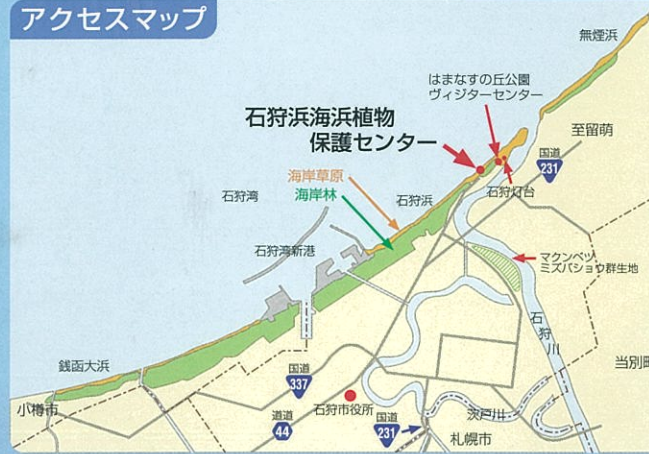 アクセスマップ
無煙浜
はまなすの丘公園
ヴィジターセンター
石狩浜海浜植物
保護センター
至留萌
国道
231
海岸草原
海岸林
石狩浜
石狩灯台
石狩湾
石狩湾新港
マクンベツ
ミズバショウ群生地
石狩川
当別町
銭函大浜
国道
337
小樽市
道道
44
石狩市役所
国道
231
茨戸川
札幌市